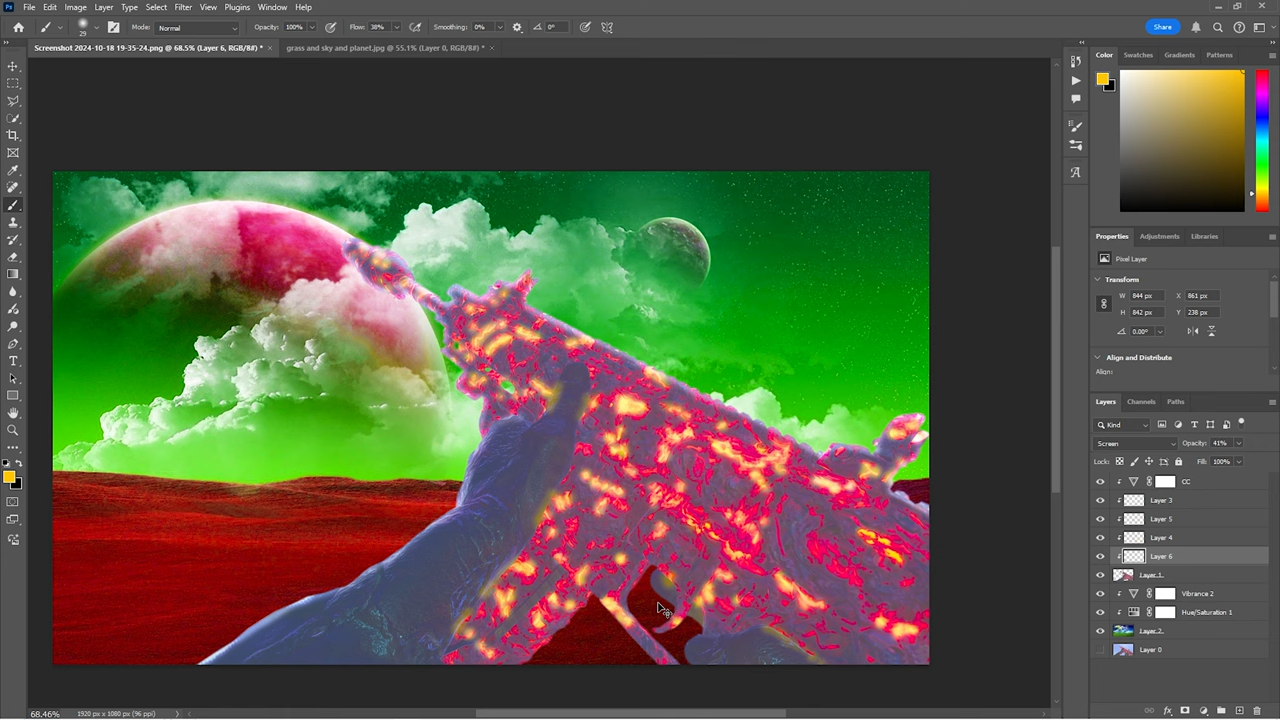 Ps File Edit Image Layer Type Select Filter View Plugins Window Help
29 Mode: Normal Opacity: 100% Flow: 38% Smoothing: 0% 0° Share
Screenshot 2024-10-18 19-35-24.png @ 68.5% (Layer 6, RGB/8#) * × grass and sky and planet.jpg @ 55.1% (Layer 0, RGB/8#) * ×
Color Swatches Gradients Patterns
Properties Adjustments Libraries
Pixel Layer
Transform
W 844 px X 861 px
H 842 px Y 238 px
0.00°
Align and Distribute
Align:
Layers Channels Paths
Kind
Screen Opacity: 41%
Lock: Fill: 100%
CC
Layer 3
Layer 5
Layer 4
Layer 6
Layer 1
Vibrance 2
Hue/Saturation 1
Layer 2
Layer 0
68.46% 1920 px x 1080 px (96 ppi)